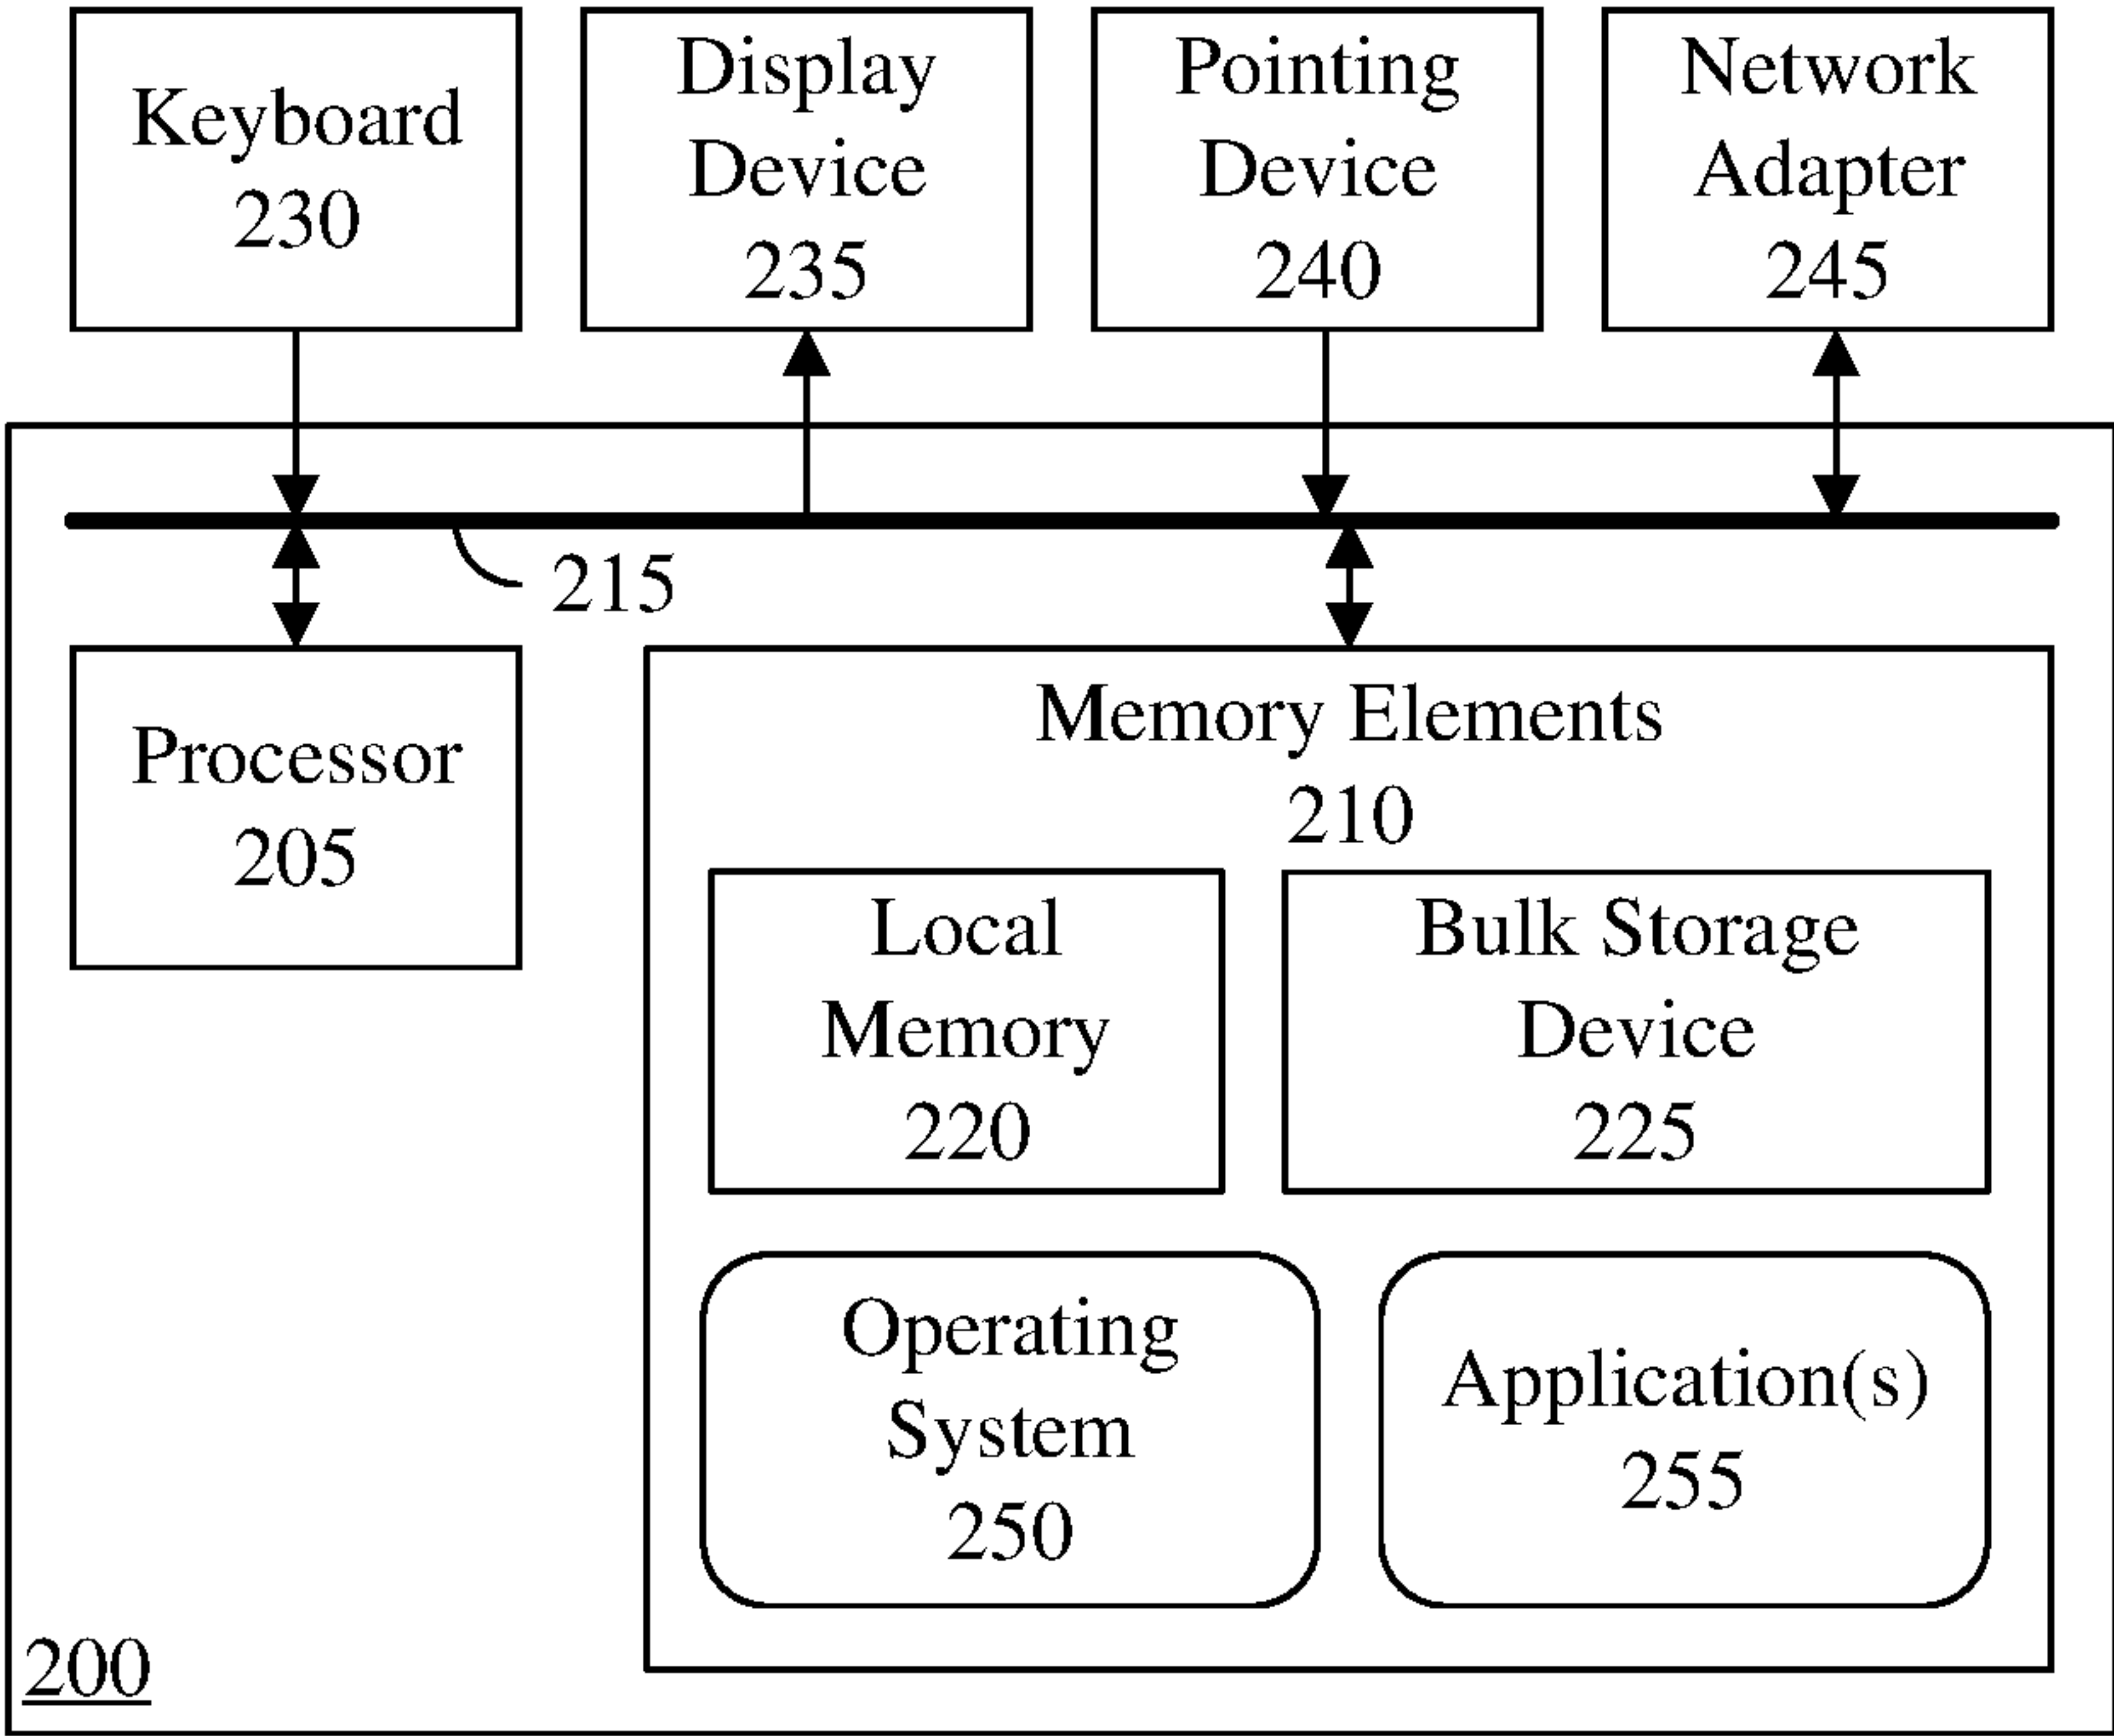 Keyboard
230
Display
Device
235
Pointing
Device
240
Network
Adapter
245
215
Processor
205
Memory Elements
210
Local
Memory
220
Bulk Storage
Device
225
Operating
System
250
Application(s)
255
200